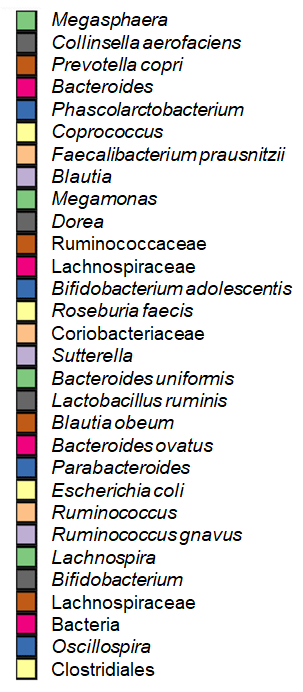 Megasphaera
Collinsella aerofaciens
Prevotella copri
Bacteroides
Phascolarctobacterium
Coprococcus
Faecalibacterium prausnitzii
Blautia
Megamonas
Dorea
Ruminococcaceae
Lachnospiraceae
Bifidobacterium adolescentis
Roseburia faecis
Coriobacteriaceae
Sutterella
Bacteroides uniformis
Lactobacillus ruminis
Blautia obeum
Bacteroides ovatus
Parabacteroides
Escherichia coli
Ruminococcus
Ruminococcus gnavus
Lachnospira
Bifidobacterium
Lachnospiraceae
Bacteria
Oscillospira
Clostridiales